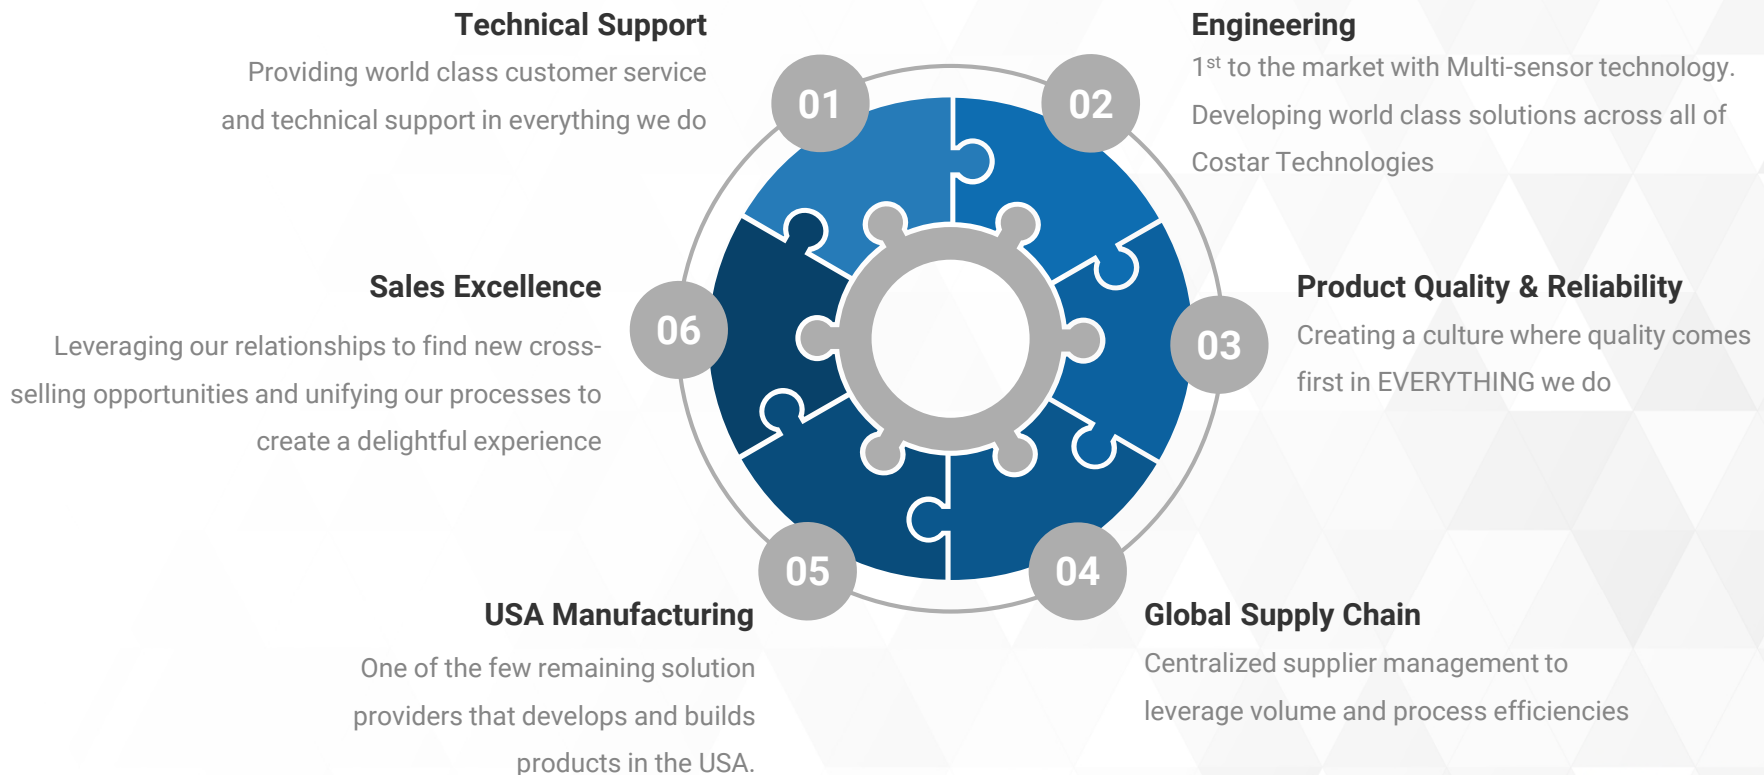 Technical Support
Providing world class customer service
and technical support in everything we do
01
02
Engineering
1st to the market with Multi-sensor technology.
Developing world class solutions across all of
Costar Technologies
Sales Excellence
Leveraging our relationships to find new cross-
selling opportunities and unifying our processes to
create a delightful experience
06
03
Product Quality & Reliability
Creating a culture where quality comes
first in EVERYTHING we do
05
04
USA Manufacturing
One of the few remaining solution
providers that develops and builds
products in the USA.
Global Supply Chain
Centralized supplier management to
leverage volume and process efficiencies